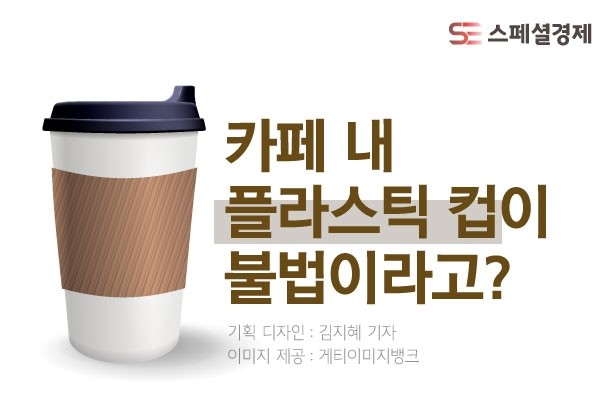 SE 스페셜경제
카페 내
플라스틱 컵이
불법이라고?
기획 디자인 : 김지혜 기자
이미지 제공 : 게티이미지뱅크